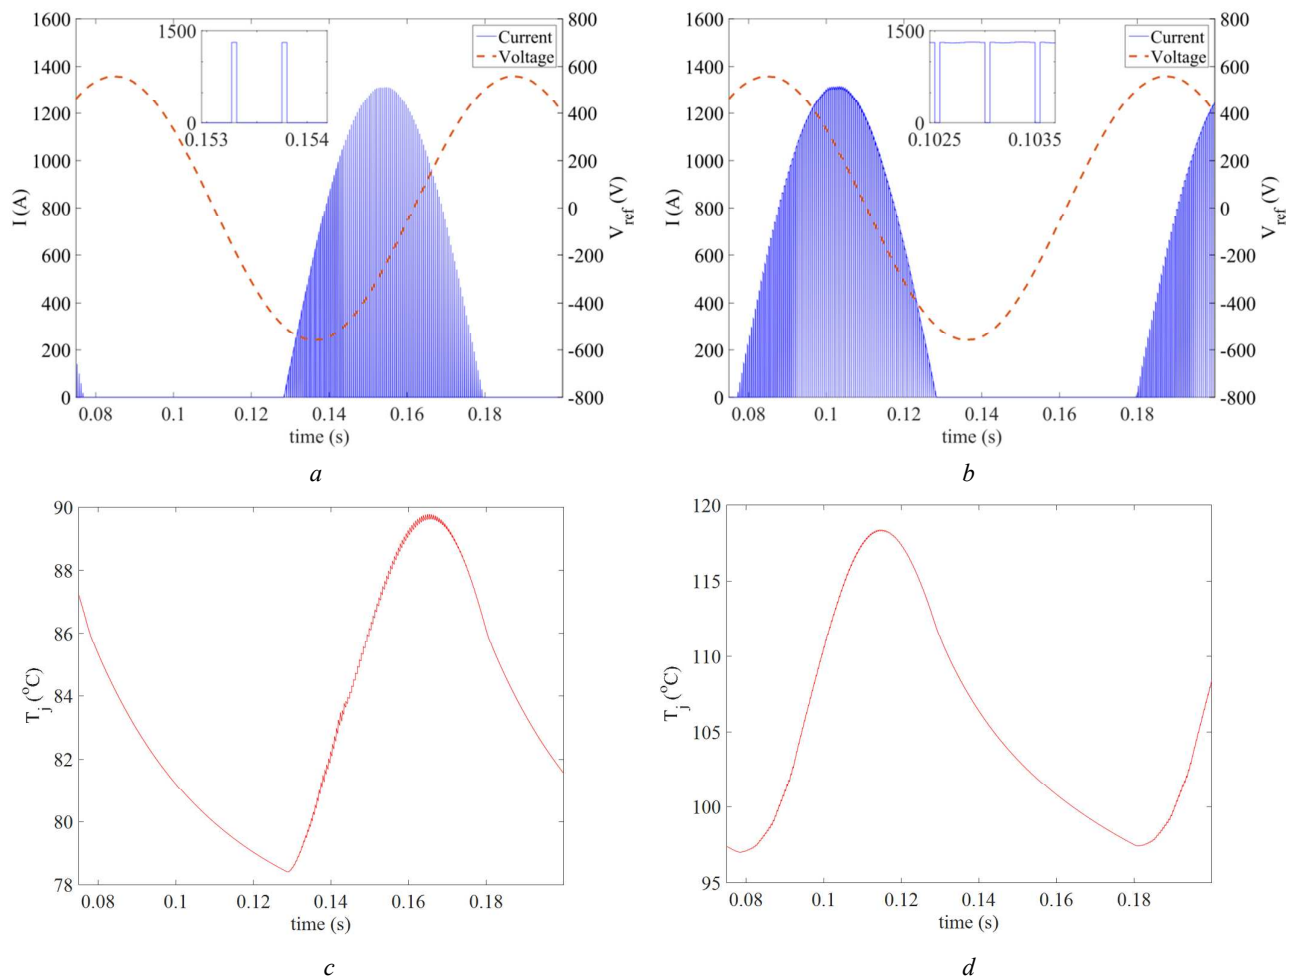 1600
1400
1200
1000
800
600
400
200
0
I (A)
800
600
400
200
0
-200
-400
-600
-800
V_ref (V)
Current
Voltage
1500
0
0.153 0.154
0.08 0.1 0.12 0.14 0.16 0.18
time (s)
a
1600
1400
1200
1000
800
600
400
200
0
I (A)
800
600
400
200
0
-200
-400
-600
-800
V_ref (V)
Current
Voltage
1500
0
0.1025 0.1035
0.08 0.1 0.12 0.14 0.16 0.18
time (s)
b
90
88
86
84
82
80
78
T_j (°C)
0.08 0.1 0.12 0.14 0.16 0.18
time (s)
c
120
115
110
105
100
95
T_j (°C)
0.08 0.1 0.12 0.14 0.16 0.18
time (s)
d